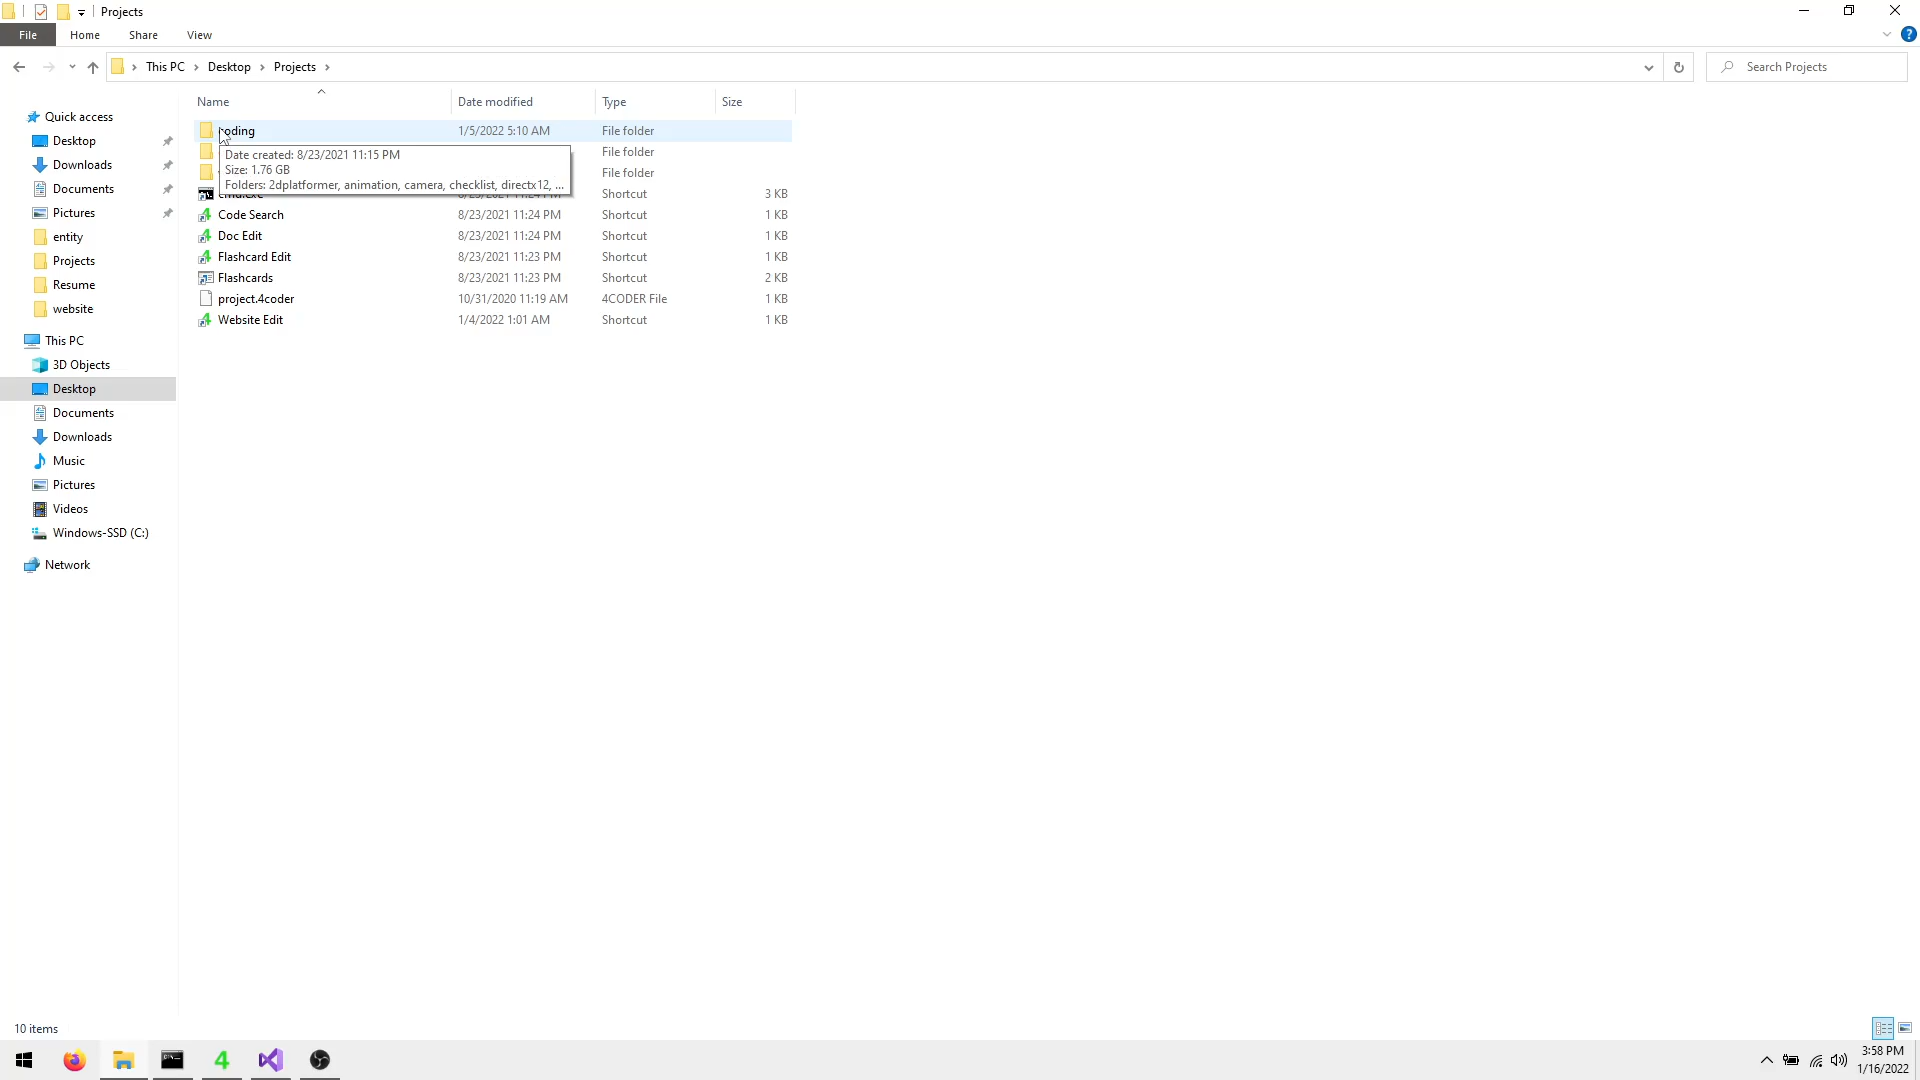 Projects
File Home Share View
This PC Desktop Projects Search Projects
Name Date modified Type Size
Quick access
Desktop
Downloads
Documents
Pictures
entity
Projects
Resume
website
This PC
3D Objects
Desktop
Documents
Downloads
Music
Pictures
Videos
Windows-SSD (C:)
Network
oding 1/5/2022 5:10 AM File folder
File folder
File folder
Date created: 8/23/2021 11:15 PM
Size: 1.76 GB
Folders: 2dplatformer, animation, camera, checklist, directx12, ...
Shortcut 3 KB
Code Search 8/23/2021 11:24 PM Shortcut 1 KB
Doc Edit 8/23/2021 11:24 PM Shortcut 1 KB
Flashcard Edit 8/23/2021 11:23 PM Shortcut 1 KB
Flashcards 8/23/2021 11:23 PM Shortcut 2 KB
project.4coder 10/31/2020 11:19 AM 4CODER File 1 KB
Website Edit 1/4/2022 1:01 AM Shortcut 1 KB
10 items
3:58 PM
1/16/2022